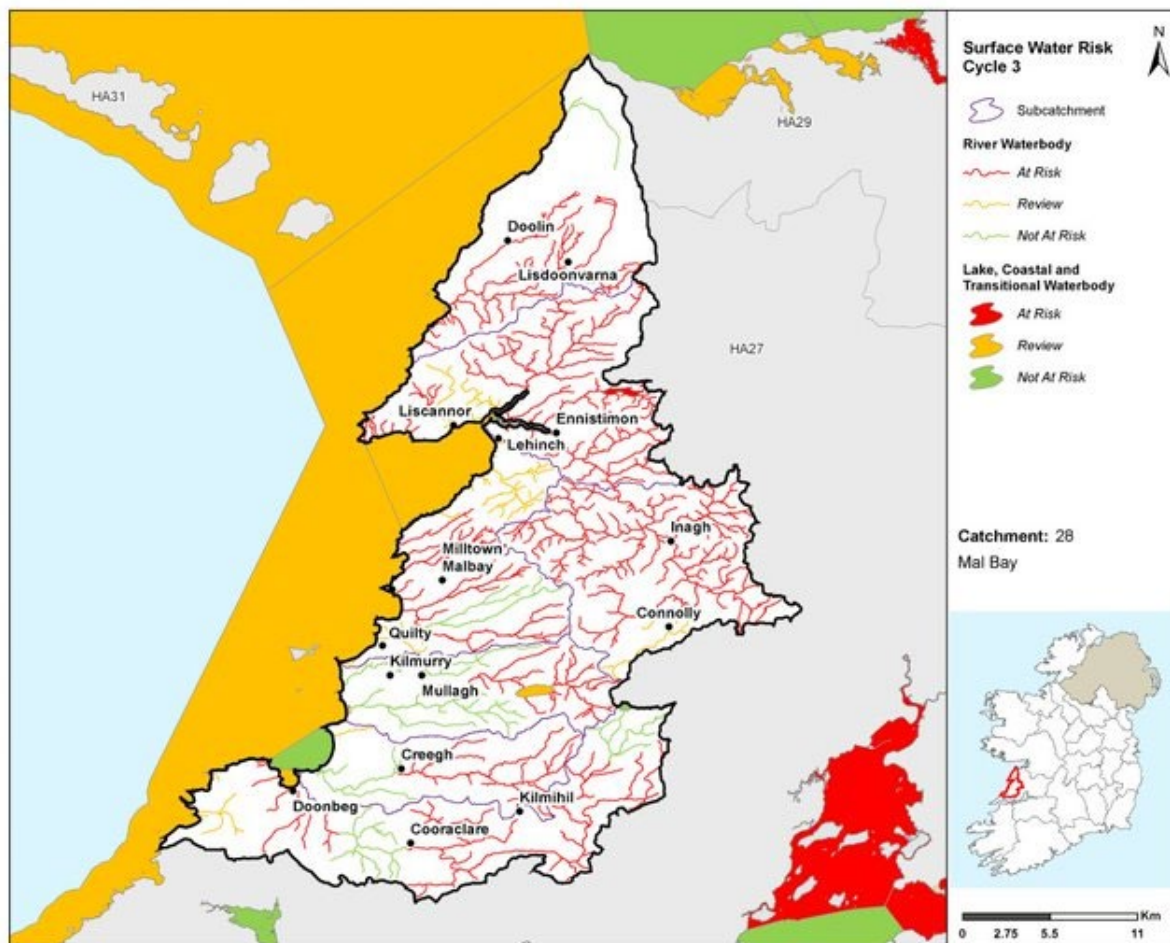 HA31
HA29
HA27
Doolin
Lisdoonvarna
Liscannor
Ennistimon
Lehinch
Inagh
Milltown
Malbay
Connolly
Quilty
Kilmurry
Mullagh
Creegh
Kilmihil
Doonbeg
Cooraclare
Surface Water Risk
Cycle 3
N
Subcatchment
River Waterbody
At Risk
Review
Not At Risk
Lake, Coastal and
Transitional Waterbody
At Risk
Review
Not At Risk
Catchment: 28
Mal Bay
Km
0 2.75 5.5 11